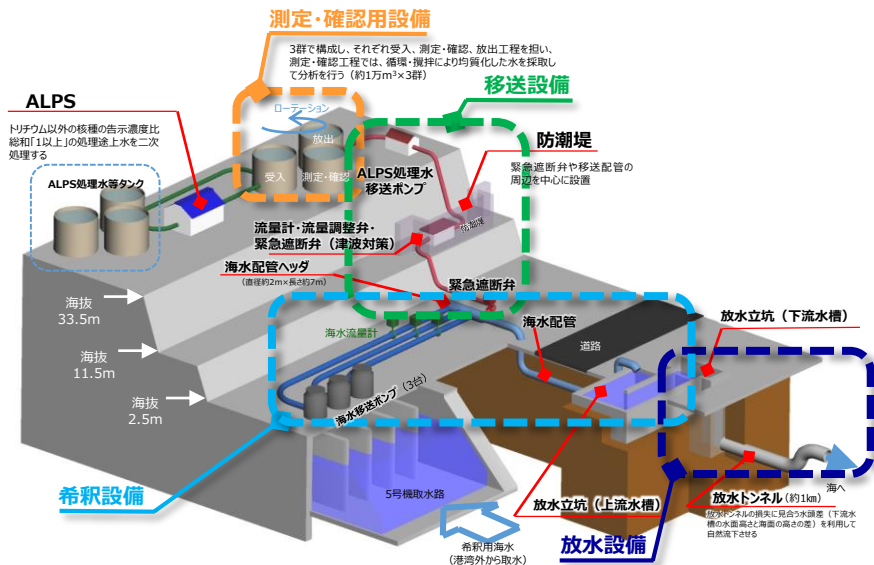 測定・確認用設備
3群で構成し、それぞれ受入、測定・確認、放出工程を担い、
測定・確認工程では、循環・攪拌により均質化した水を採取し
て分析を行う（約1万m³×3群）
移送設備
ALPS
トリチウム以外の核種の告示濃度比
総和「1以上」の処理途上水を二次
処理する
ローテーション
放出
受入
測定・確認
防潮堤
緊急遮断弁や移送配管の
周辺を中心に設置
ALPS処理水等タンク
ALPS処理水
移送ポンプ
防潮堤
流量計・流量調整弁・
緊急遮断弁（津波対策）
海水配管ヘッダ
（直径約2m×長さ約7m）
緊急遮断弁
海抜
33.5m
海水流量計
海水配管
道路
放水立坑（下流水槽）
海抜
11.5m
海抜
2.5m
海水移送ポンプ（3台）
希釈設備
5号機取水路
放水立坑（上流水槽）
海へ
放水トンネル（約1km）
放水トンネルの損失に見合う水頭差（下流水
槽の水面高さと海面の高さの差）を利用して
自然流下させる
放水設備
希釈用海水
（港湾外から取水）